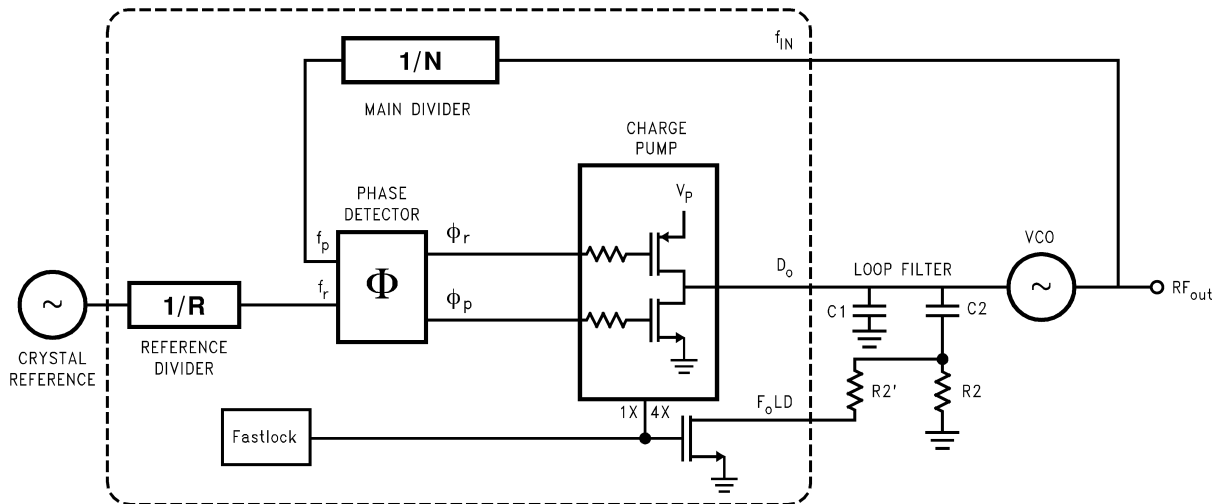 f_IN
1/N
MAIN DIVIDER
CHARGE
PUMP
V_P
PHASE
DETECTOR
f_p
f_r
Φ
ϕ_r
ϕ_p
D_o
LOOP FILTER
VCO
~
RF_out
C1
C2
~
1/R
CRYSTAL
REFERENCE
REFERENCE
DIVIDER
R2'
R2
1X 4X
F_oLD
Fastlock